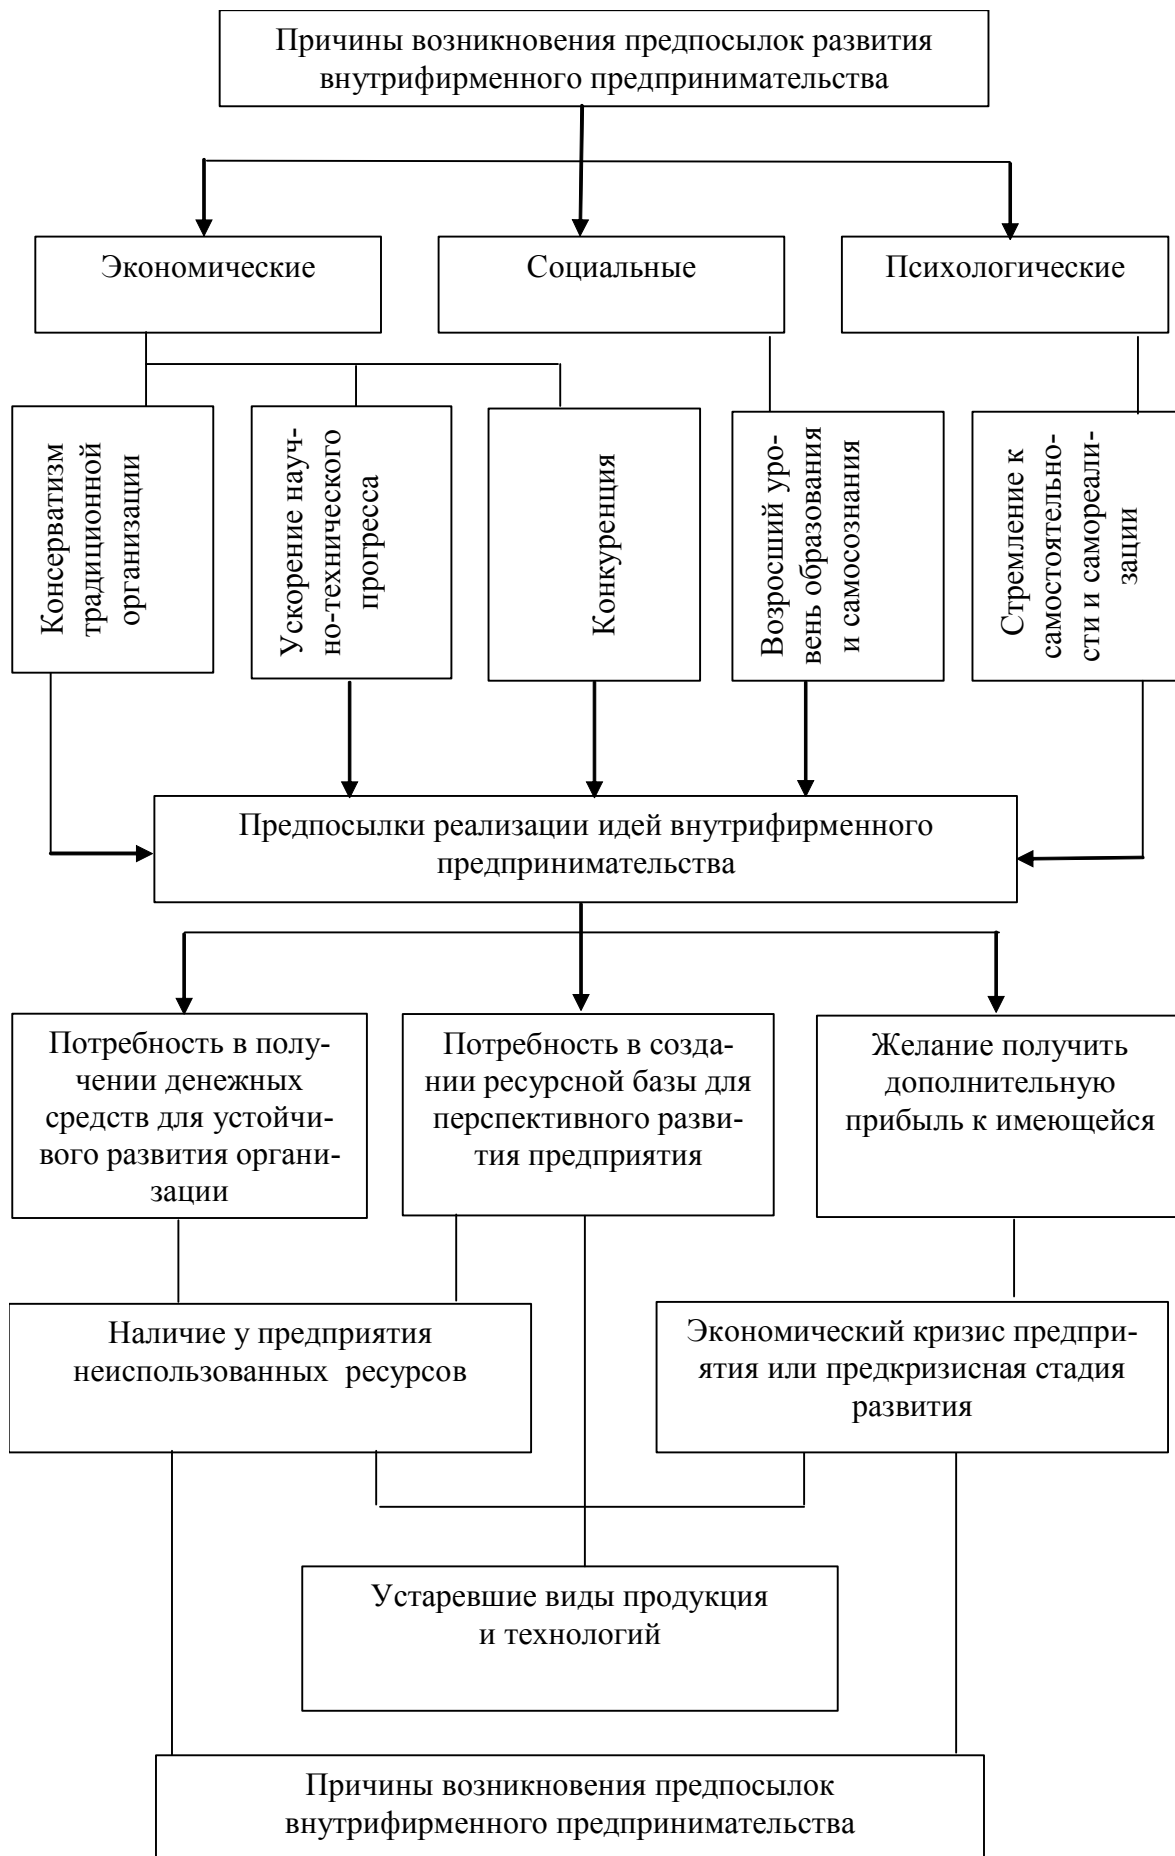 Причины возникновения предпосылок развития
внутрифирменного предпринимательства
Экономические
Социальные
Психологические
Консерватизм
традиционной
организации
Ускорение науч-
но-технического
прогресса
Конкуренция
Возросший уро-
вень образования
и самосознания
Стремление к
самостоятельно-
сти и самореали-
зации
Предпосылки реализации идей внутрифирменного
предпринимательства
Потребность в полу-
чении денежных
средств для устойчи-
вого развития органи-
зации
Потребность в созда-
нии ресурсной базы для
перспективного разви-
тия предприятия
Желание получить
дополнительную
прибыль к имеющейся
Наличие у предприятия
неиспользованных ресурсов
Экономический кризис предпри-
ятия или предкризисная стадия
развития
Устаревшие виды продукция
и технологий
Причины возникновения предпосылок
внутрифирменного предпринимательства